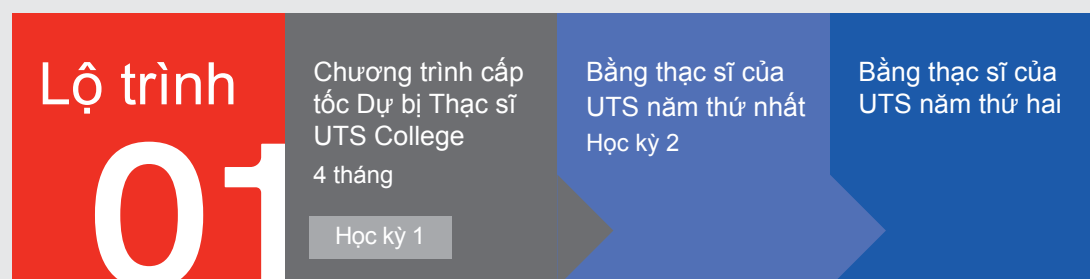 Lộ trình
01
Chương trình cấp
tốc Dự bị Thạc sĩ
UTS College
4 tháng
Học kỳ 1
Bằng thạc sĩ của
UTS năm thứ nhất
Học kỳ 2
Bằng thạc sĩ của
UTS năm thứ hai